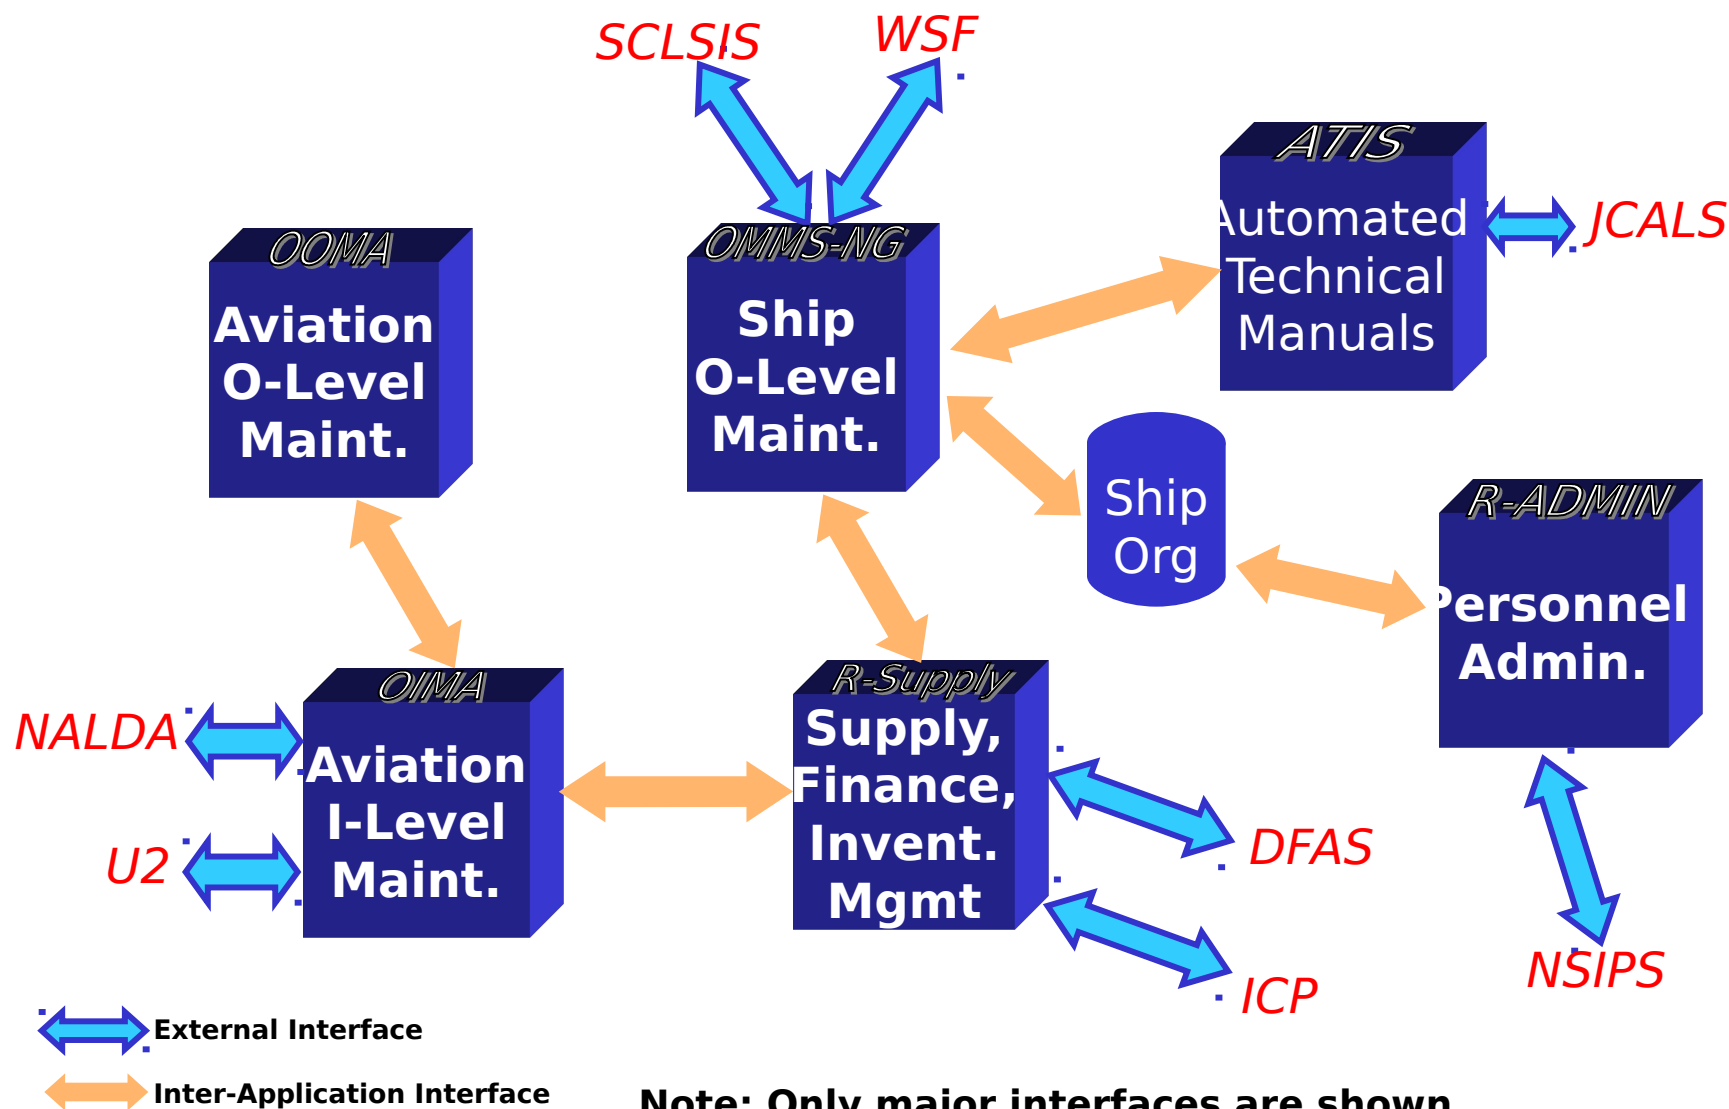 SCLSIS
WSF
ATIS
Automated
Technical
Manuals
JCALS
OOMA
Aviation
O-Level
Maint.
OMMS-NG
Ship
O-Level
Maint.
Ship
Org
R-ADMIN
Personnel
Admin.
OIMA
Aviation
I-Level
Maint.
NALDA
U2
R-Supply
Supply,
Finance,
Invent.
Mgmt
DFAS
ICP
NSIPS
External Interface
Inter-Application Interface
Note: Only major interfaces are shown